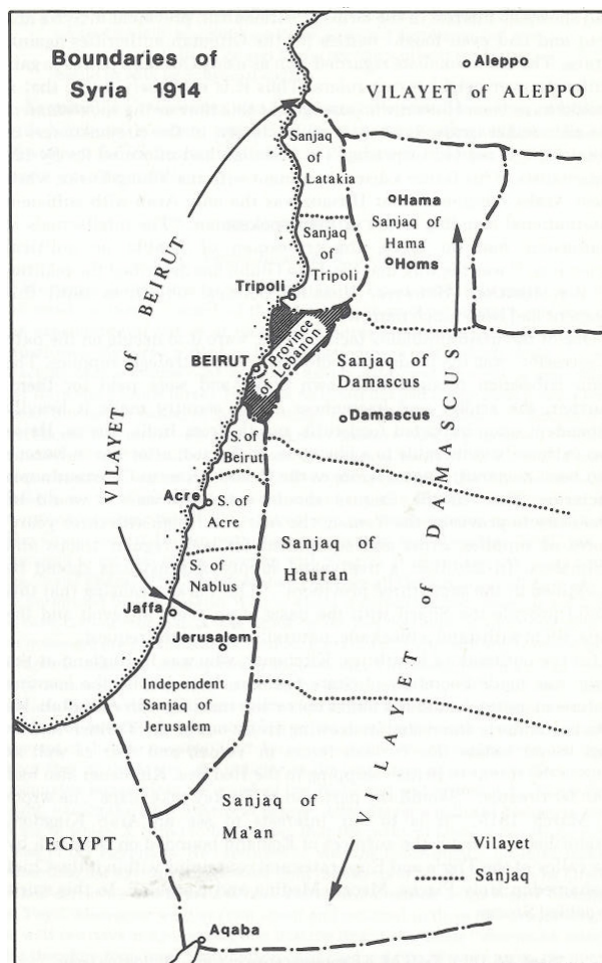 Boundaries of
Syria 1914
Aleppo
VILAYET OF ALEPPO
Sanjaq
of
Latakia
Hama
Sanjaq of
Hama
Homs
Sanjaq
of
Tripoli
Tripoli
VILAYET OF BEIRUT
BEIRUT
Province
of Lebanon
Sanjaq of
Damascus
Damascus
VILAYET of DAMSCUS
S. of
Beirut
Acre
S. of
Acre
Sanjaq of
Hauran
S. of
Nablus
Jaffa
Jerusalem
Independent
Sanjaq of
Jerusalem
Sanjaq of
Ma'an
EGYPT
Vilayet
Sanjaq
Aqaba